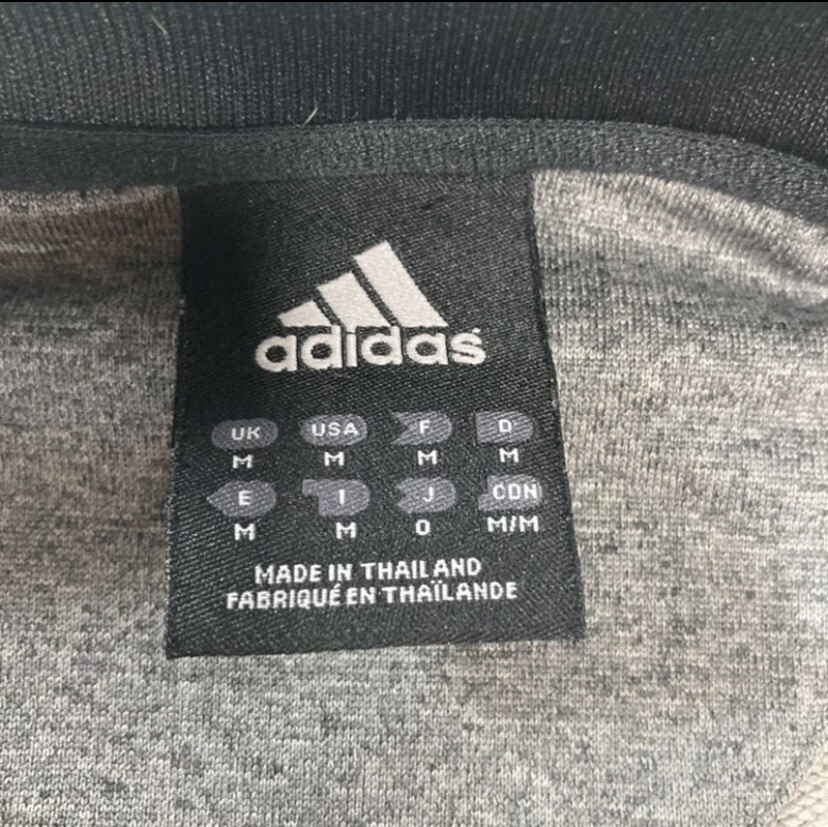 adidas
UK USA F D
M M M M
E I J CDN
M M O M/M
MADE IN THAILAND
FABRIQUÉ EN THAÏLANDE